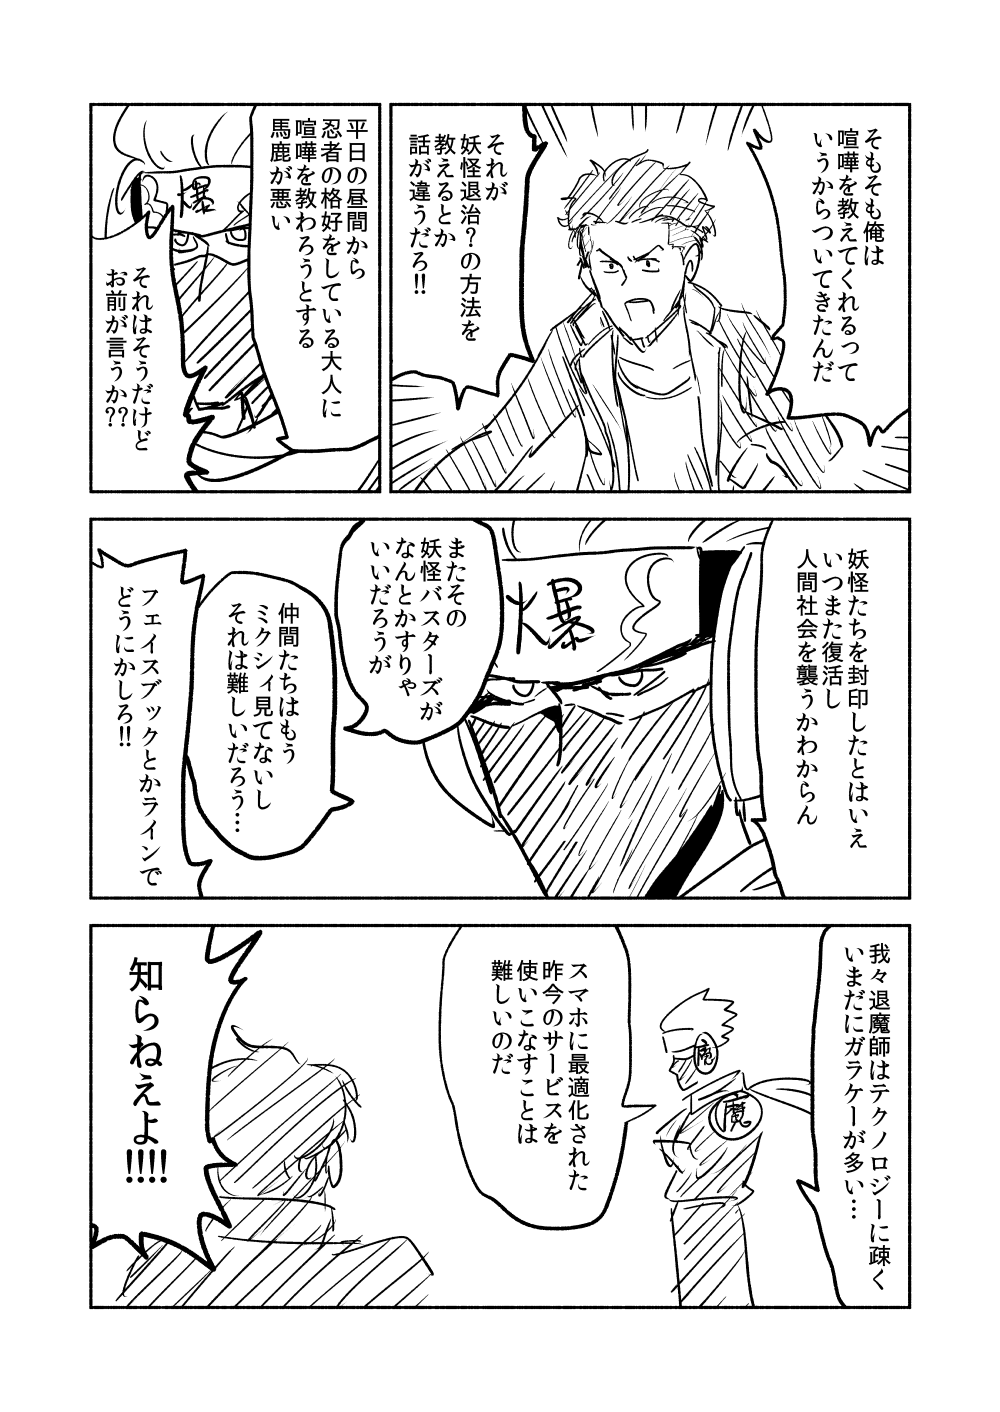 そもそも俺は
喧嘩を教えてくれるって
いうからついてきたんだ
それが
妖怪退治?の方法を
教えるとか
話が違うだろ!!
平日の昼間から
忍者の格好をしている大人に
喧嘩を教わろうとする
馬鹿が悪い
爆
それはそうだけど
お前が言うか??
妖怪たちを封印したとはいえ
いつまた復活し
人間社会を襲うかわからん
爆
またその
妖怪バスターズが
なんとかすりゃ
いいだろうが
仲間たちはもう
ミクシィ見てないし
それは難しいだろう…
フェイスブックとかラインで
どうにかしろ!!
我々退魔師はテクノロジーに疎く
いまだにガラケーが多い…
魔
魔
スマホに最適化された
昨今のサービスを
使いこなすことは
難しいのだ
知らねえよ!!!!